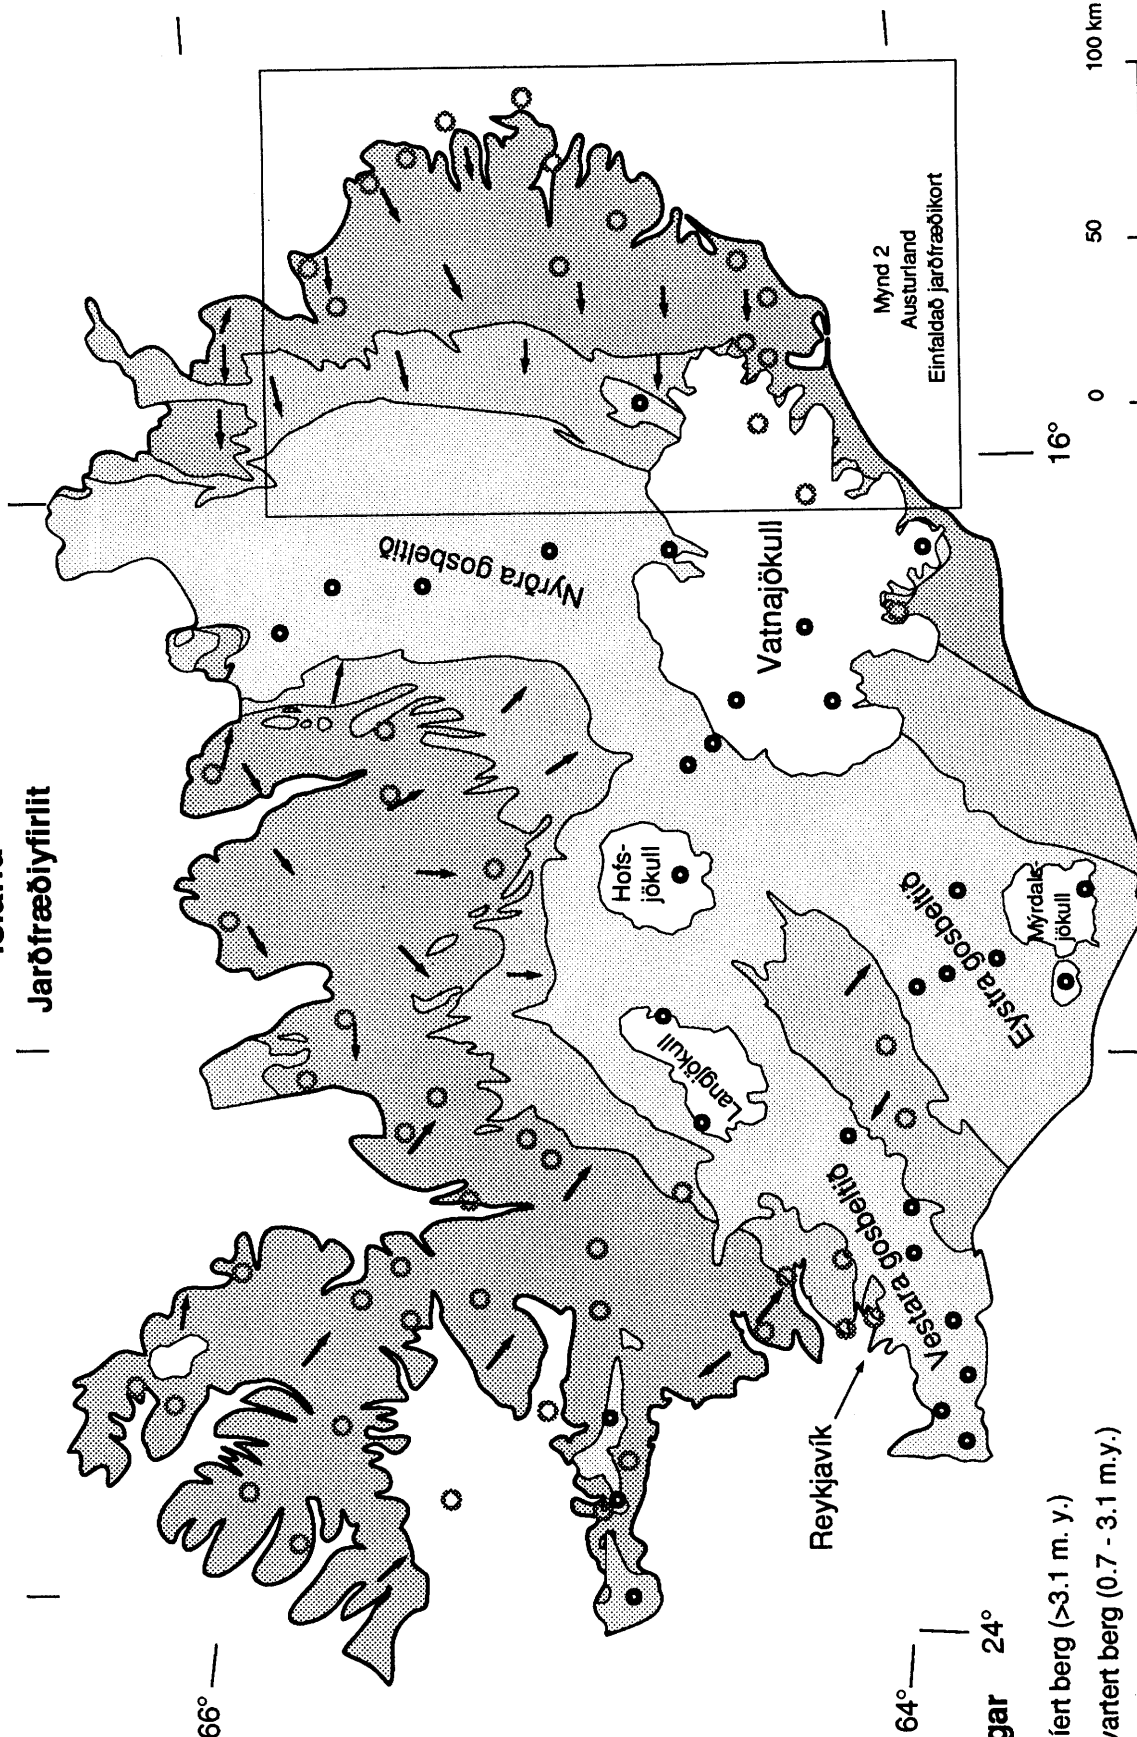 Jarðfræðiyfirlit
66°
64°
24°
16°
Nyrðra gosbeltið
Vatnajökull
Hofs-
jökull
Langjökull
Mýrdals-
jökull
Eystra gosbeltið
Vestara gosbeltið
Reykjavík
Mynd 2
Austurland
Einfaldað jarðfræðikort
0 50 100 km
gar
íert berg (>3.1 m. y.)
vartert berg (0.7 - 3.1 m.y.)